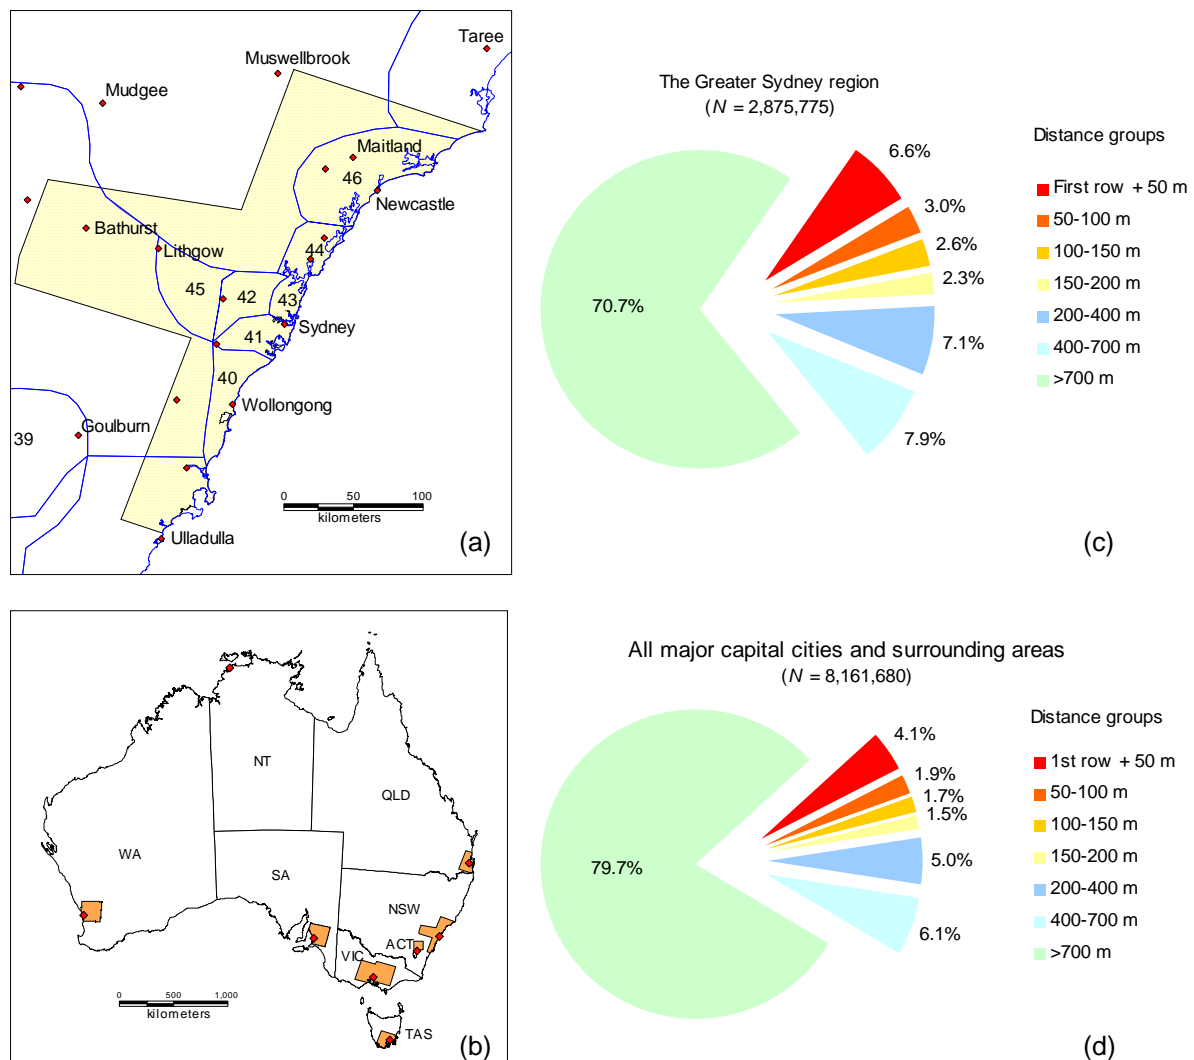 Taree
Muswellbrook
Mudgee
Maitland
46
Newcastle
Bathurst
Lithgow
44
45
42
43
Sydney
41
40
Wollongong
Goulburn
39
0 50 100
kilometers
Ulladulla
(a)
The Greater Sydney region
(N = 2,875,775)
Distance groups
6.6%
3.0%
2.6%
2.3%
70.7%
7.1%
7.9%
First row + 50 m
50-100 m
100-150 m
150-200 m
200-400 m
400-700 m
>700 m
(c)
NT
QLD
WA
SA
NSW
ACT
VIC
0 500 1,000
kilometers
TAS
(b)
All major capital cities and surrounding areas
(N = 8,161,680)
Distance groups
4.1%
1.9%
1.7%
1.5%
79.7%
5.0%
6.1%
1st row + 50 m
50-100 m
100-150 m
150-200 m
200-400 m
400-700 m
>700 m
(d)